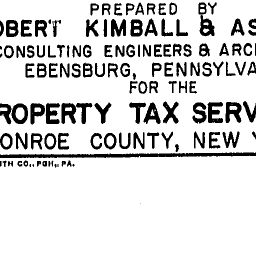 PREPARED BY
OBERT KIMBALL & AS
CONSULTING ENGINEERS & ARC
EBENSBURG, PENNSYLVA
FOR THE
ROPERTY TAX SERV
ONROE COUNTY, NEW Y
ITH CO., PGH., PA.